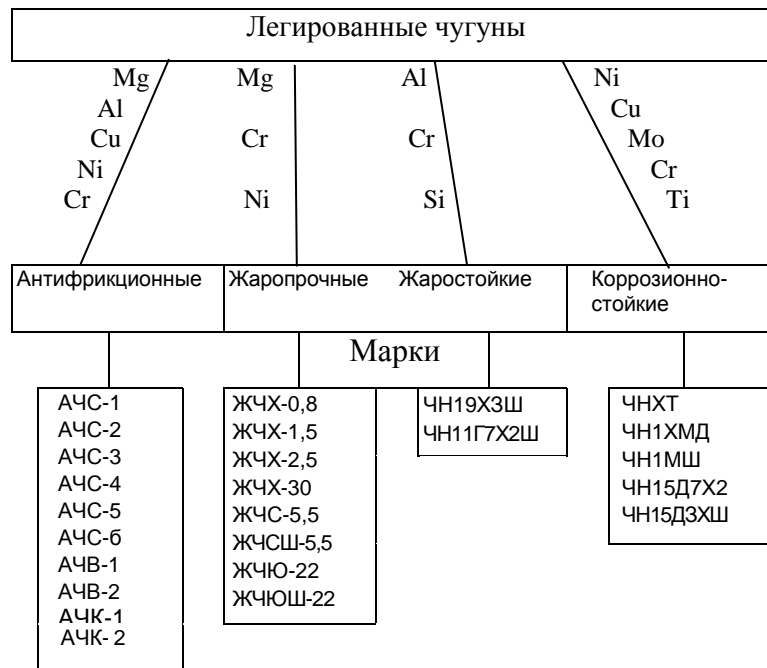 Легированные чугуны
Mg Mg Al Ni
Al Cu
Cu Cr Cr Mo
Ni Cr
Cr Ni Si Ti
Антифрикционные Жаропрочные Жаростойкие Коррозионно-
стойкие
Марки
АЧС-1
АЧС-2
АЧС-3
АЧС-4
АЧС-5
АЧС-б
АЧВ-1
АЧВ-2
АЧК-1
АЧК- 2
ЖЧХ-0,8
ЖЧХ-1,5
ЖЧХ-2,5
ЖЧХ-30
ЖЧС-5,5
ЖЧСШ-5,5
ЖЧЮ-22
ЖЧЮШ-22
ЧН19Х3Ш
ЧН11Г7Х2Ш
ЧНХТ
ЧН1ХМД
ЧН1МШ
ЧН15Д7Х2
ЧН15Д3ХШ